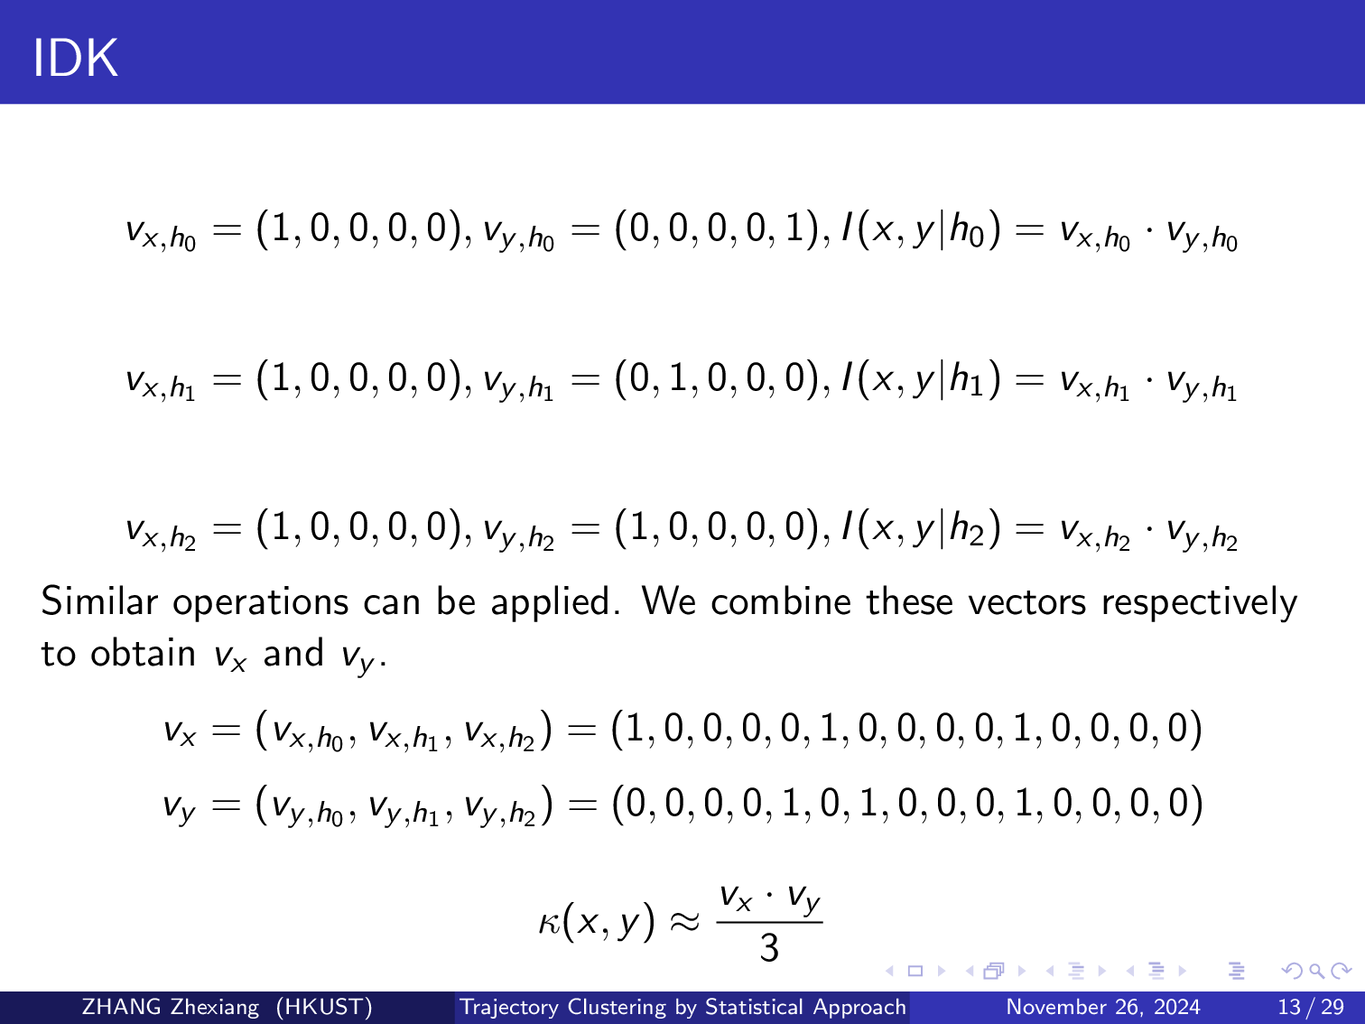 IDK
v_{x,h_0} = (1, 0, 0, 0, 0), v_{y,h_0} = (0, 0, 0, 0, 1), I(x, y|h_0) = v_{x,h_0} · v_{y,h_0}
v_{x,h_1} = (1, 0, 0, 0, 0), v_{y,h_1} = (0, 1, 0, 0, 0), I(x, y|h_1) = v_{x,h_1} · v_{y,h_1}
v_{x,h_2} = (1, 0, 0, 0, 0), v_{y,h_2} = (1, 0, 0, 0, 0), I(x, y|h_2) = v_{x,h_2} · v_{y,h_2}
Similar operations can be applied. We combine these vectors respectively
to obtain v_x and v_y.
v_x = (v_{x,h_0}, v_{x,h_1}, v_{x,h_2}) = (1, 0, 0, 0, 0, 1, 0, 0, 0, 0, 1, 0, 0, 0, 0)
v_y = (v_{y,h_0}, v_{y,h_1}, v_{y,h_2}) = (0, 0, 0, 0, 1, 0, 1, 0, 0, 0, 1, 0, 0, 0, 0)
κ(x, y) ≈ \frac{v_x · v_y}{3}
ZHANG Zhexiang (HKUST) Trajectory Clustering by Statistical Approach November 26, 2024 13 / 29